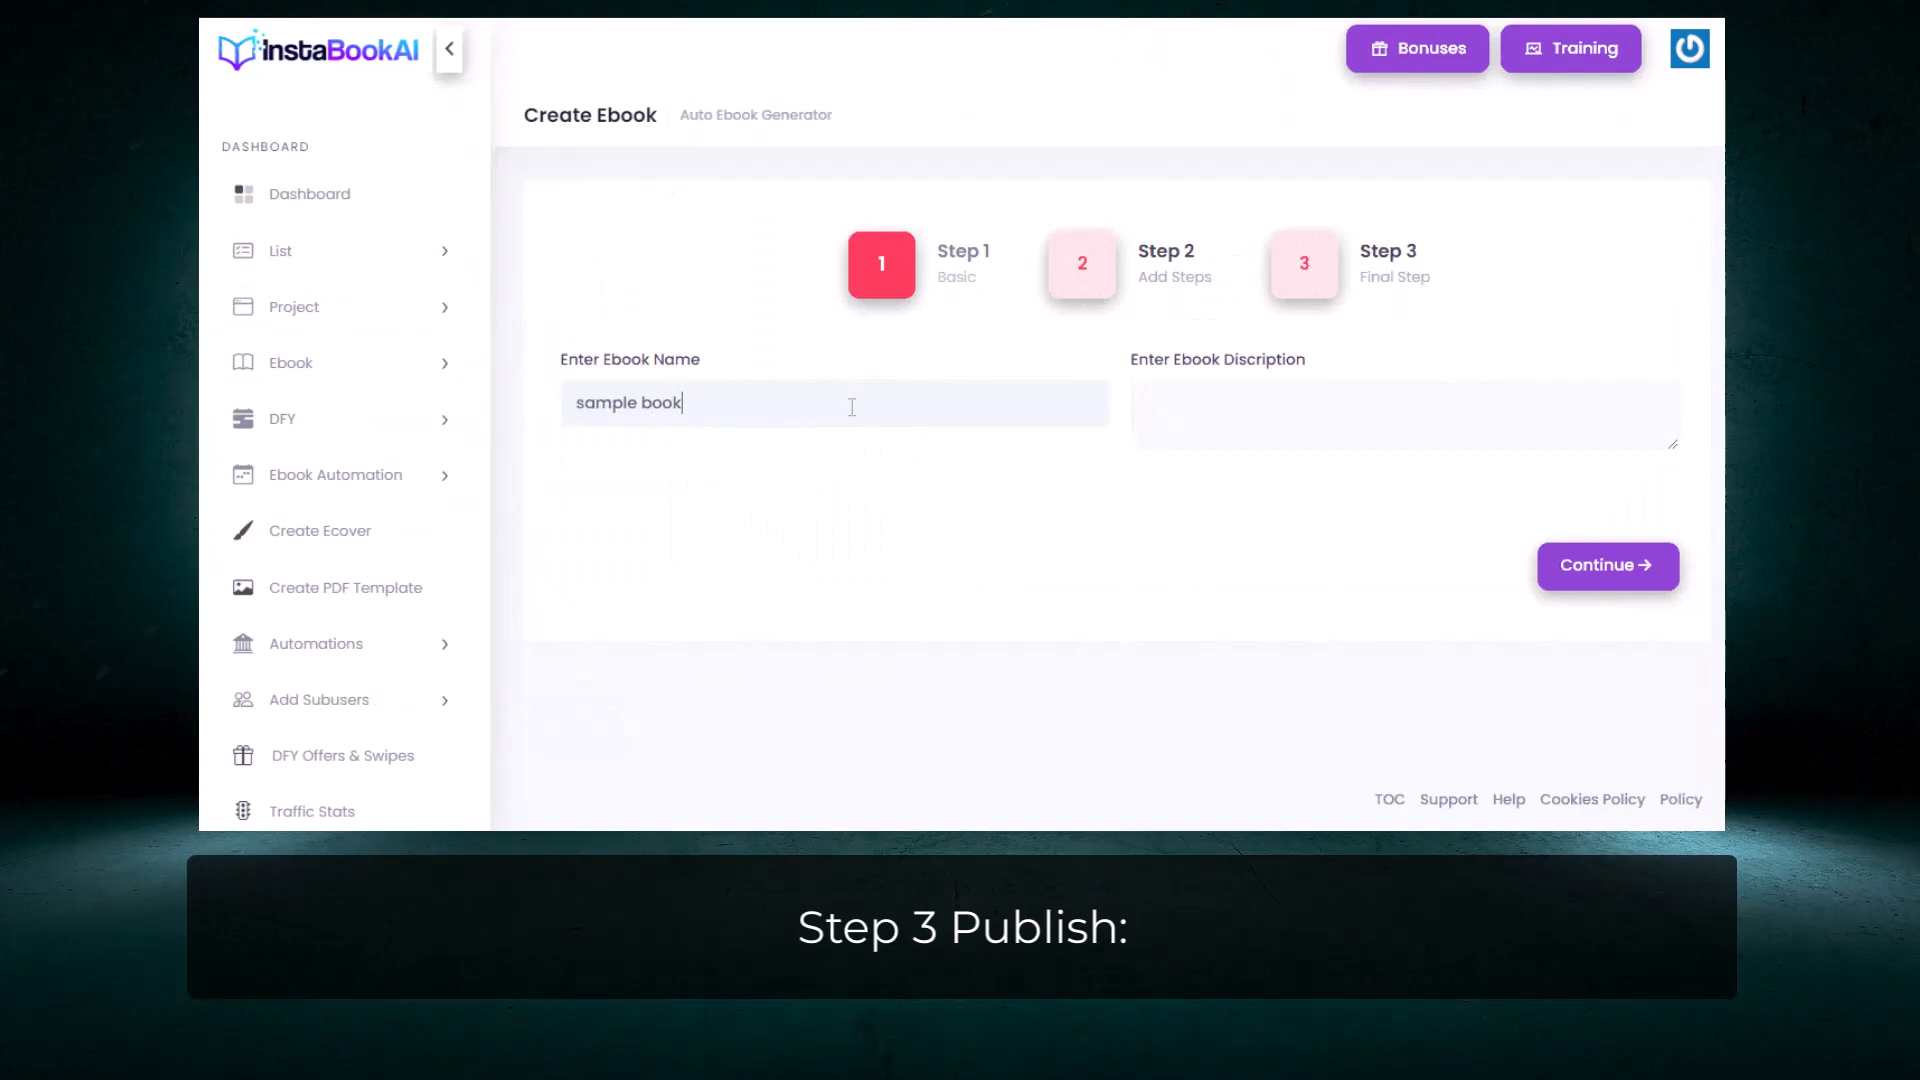 instaBookAI
Bonuses
Training
Create Ebook
Auto Ebook Generator
DASHBOARD
Dashboard
List
Project
Ebook
DFY
Ebook Automation
Create Ecover
Create PDF Template
Automations
Add Subusers
DFY Offers & Swipes
Traffic Stats
1
Step 1
Basic
2
Step 2
Add Steps
3
Step 3
Final Step
Enter Ebook Name
sample book
Enter Ebook Discription
Continue
TOC
Support
Help
Cookies Policy
Policy
Step 3 Publish: